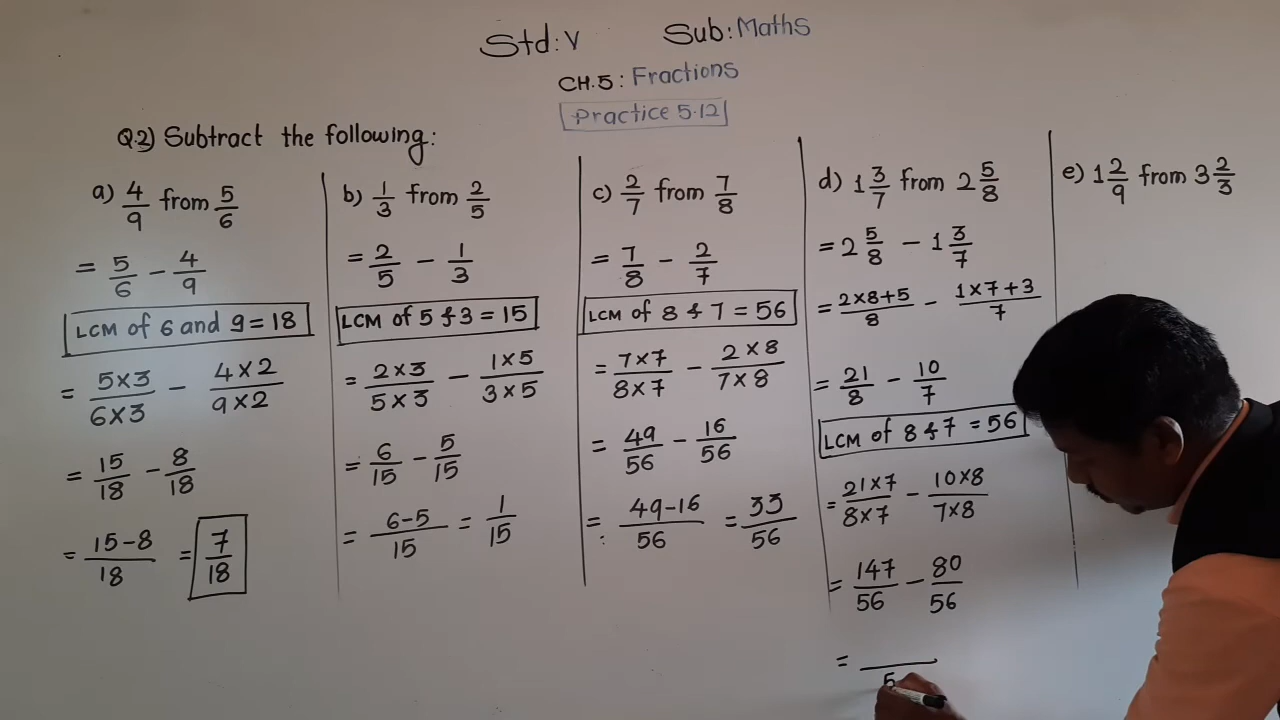 Std: V Sub: Maths
CH.5: Fractions
Practice 5.12
Q.2) Subtract the following:
a) 4/9 from 5/6
= 5/6 - 4/9
LCM of 6 and 9 = 18
= 5×3/6×3 - 4×2/9×2
= 15/18 - 8/18
= 15-8/18 = 7/18
b) 1/3 from 2/5
= 2/5 - 1/3
LCM of 5 & 3 = 15
= 2×3/5×3 - 1×5/3×5
= 6/15 - 5/15
= 6-5/15 = 1/15
c) 2/7 from 7/8
= 7/8 - 2/7
LCM of 8 & 7 = 56
= 7×7/8×7 - 2×8/7×8
= 49/56 - 16/56
= 49-16/56 = 33/56
d) 1 3/7 from 2 5/8
= 2 5/8 - 1 3/7
= 2×8+5/8 - 1×7+3/7
= 21/8 - 10/7
LCM of 8 & 7 = 56
= 21×7/8×7 - 10×8/7×8
= 147/56 - 80/56
= /5
e) 1 2/9 from 3 2/3